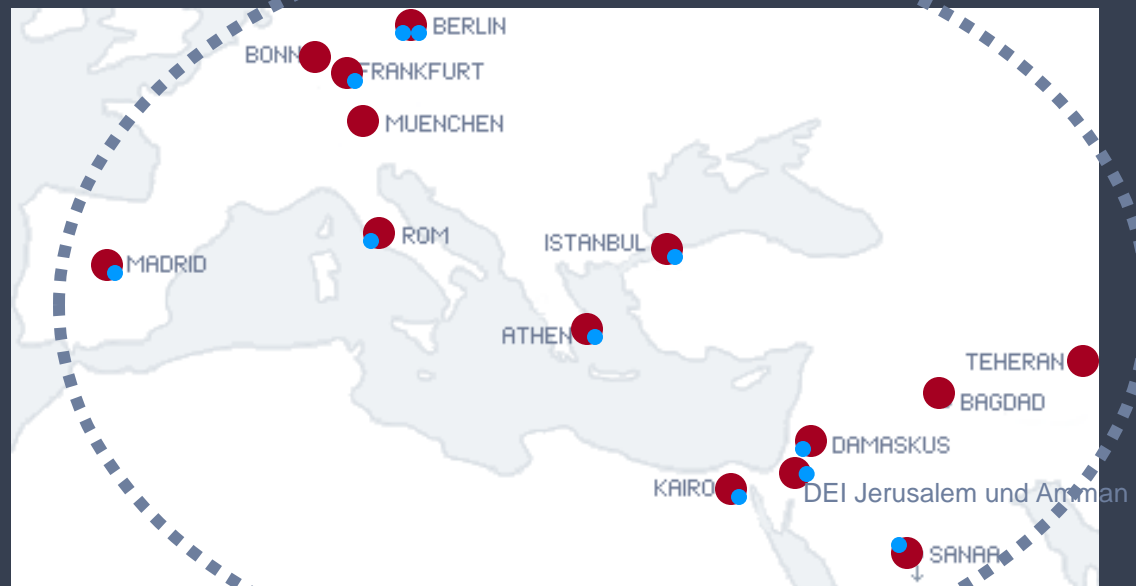 BERLIN
BONN
FRANKFURT
MUENCHEN
ROM
ISTANBUL
MADRID
ATHEN
TEHERAN
BAGDAD
DAMASKUS
KAIRO
DEI Jerusalem und Amman
SANAA